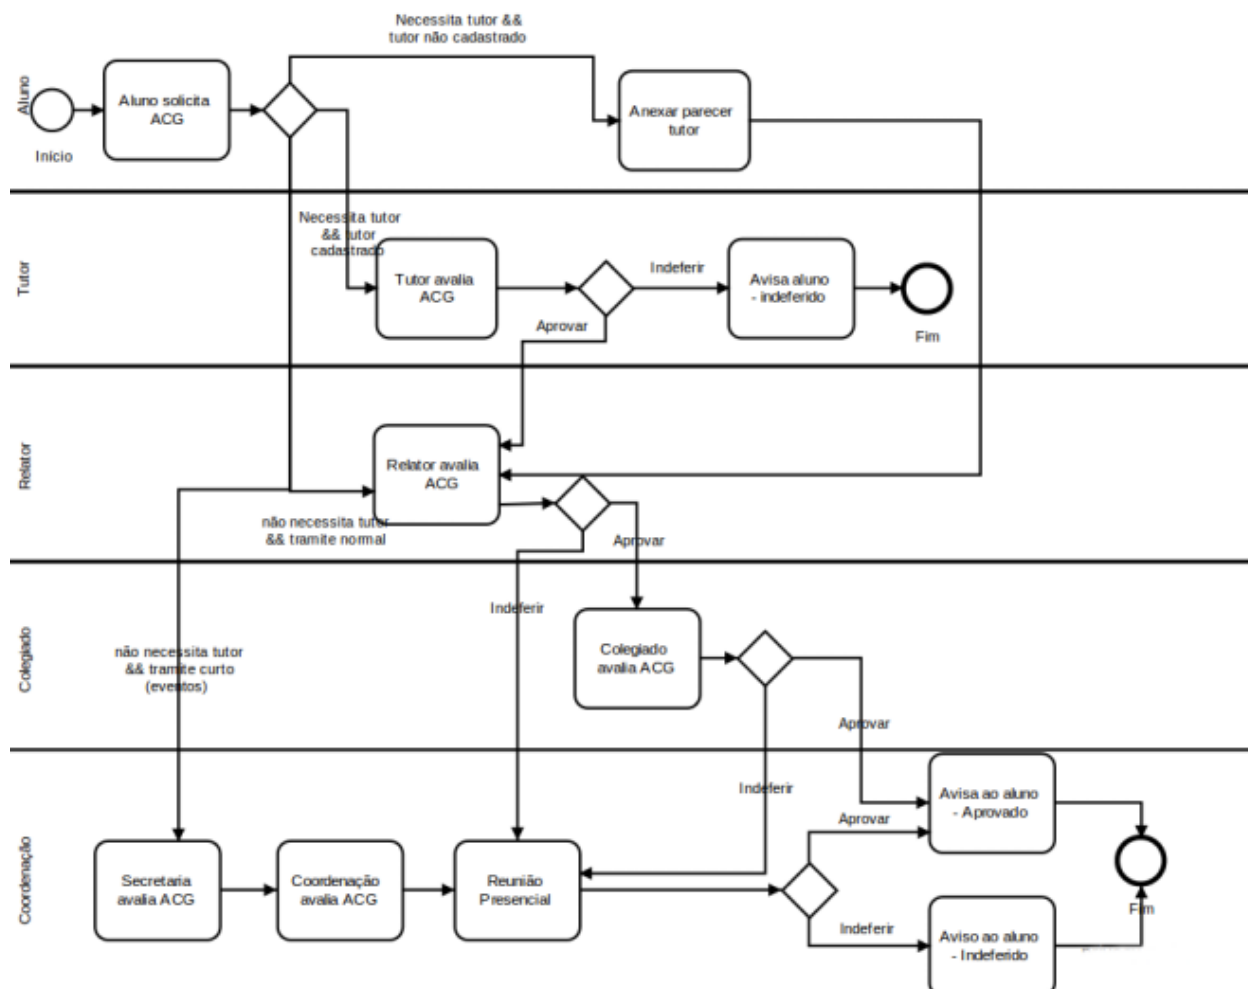 Necessita tutor &&
tutor não cadastrado
Aluno
Início
Aluno solicita
ACG
Anexar parecer
tutor
Tutor
Necessita tutor
&& tutor
cadastrado
Tutor avalia
ACG
Indeferir
Aprovar
Avisa aluno
- indeferido
Fim
Relator
Relator avalia
ACG
não necessita tutor
&& tramite normal
Aprovar
Indeferir
Colegiado
não necessita tutor
&& tramite curto
(eventos)
Colegiado
avalia ACG
Aprovar
Indeferir
Coordenação
Secretaria
avalia ACG
Coordenação
avalia ACG
Reunião
Presencial
Aprovar
Indeferir
Avisa ao aluno
- Aprovado
Aviso ao aluno
- Indeferido
Fim